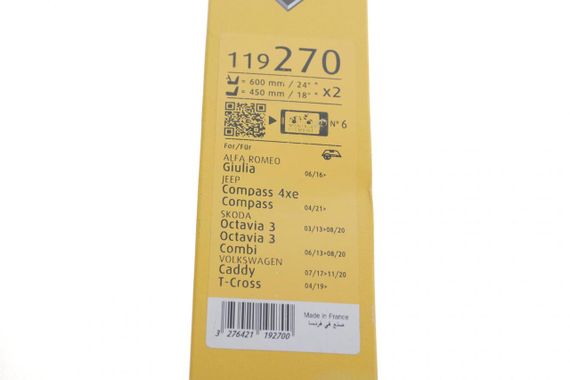 119270
= 600 mm / 24" *
= 450 mm / 18" * x2
N° 6
For/Für
ALFA ROMEO
Giulia 06/16>
JEEP
Compass 4xe
Compass 04/21>
SKODA
Octavia 3 03/13>08/20
Octavia 3
Combi 06/13>08/20
VOLKSWAGEN
Caddy 07/17>11/20
T-Cross 04/19>
Made in France
صنع في فرنسا
3 276421 192700